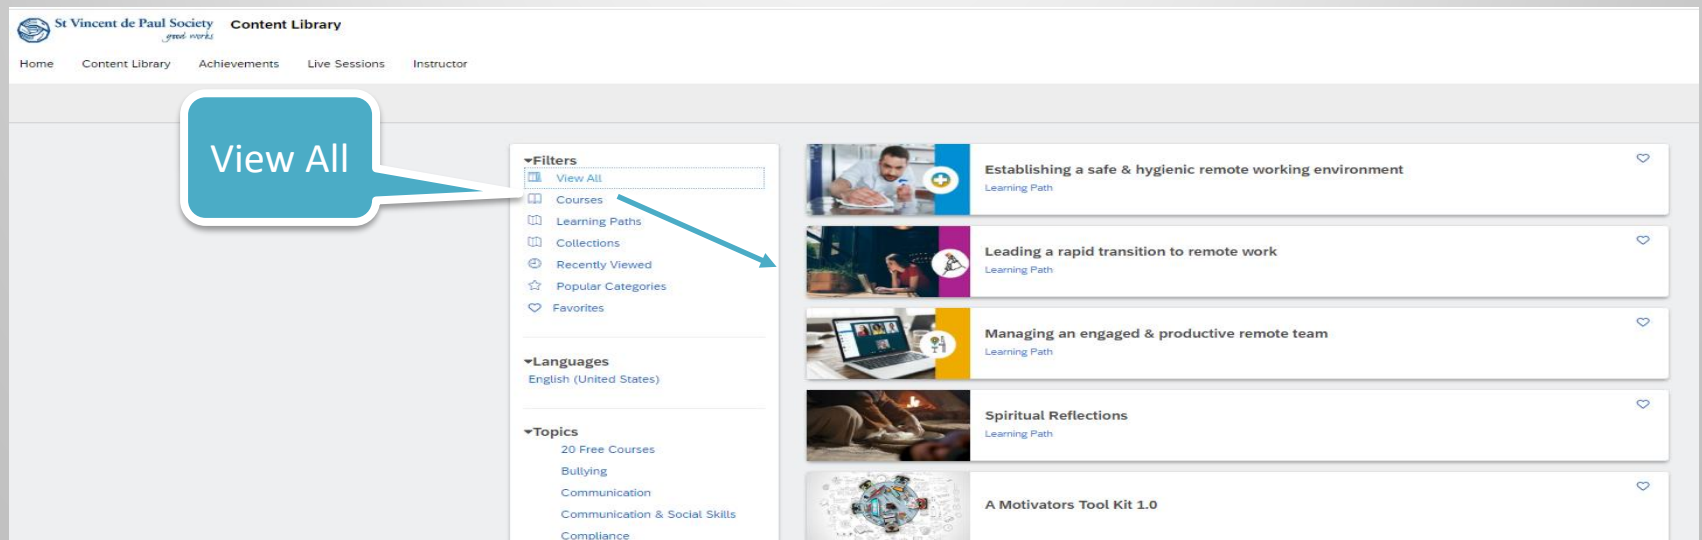 St Vincent de Paul Society
good works
Content Library
Home Content Library Achievements Live Sessions Instructor
View All
Filters
View All
Courses
Learning Paths
Collections
Recently Viewed
Popular Categories
Favorites
Languages
English (United States)
Topics
20 Free Courses
Bullying
Communication
Communication & Social Skills
Compliance
Establishing a safe & hygienic remote working environment
Learning Path
Leading a rapid transition to remote work
Learning Path
Managing an engaged & productive remote team
Learning Path
Spiritual Reflections
Learning Path
A Motivators Tool Kit 1.0